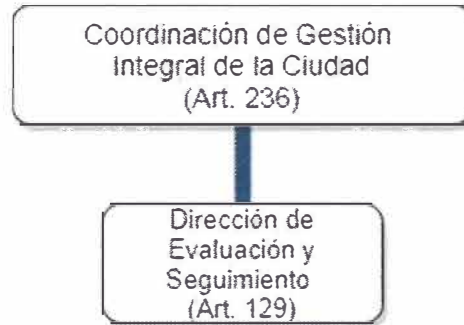 Coordinación de Gestión
Integral de la Ciudad
(Art. 236)
Dirección de
Evaluación y
Seguimiento
(Art. 129)